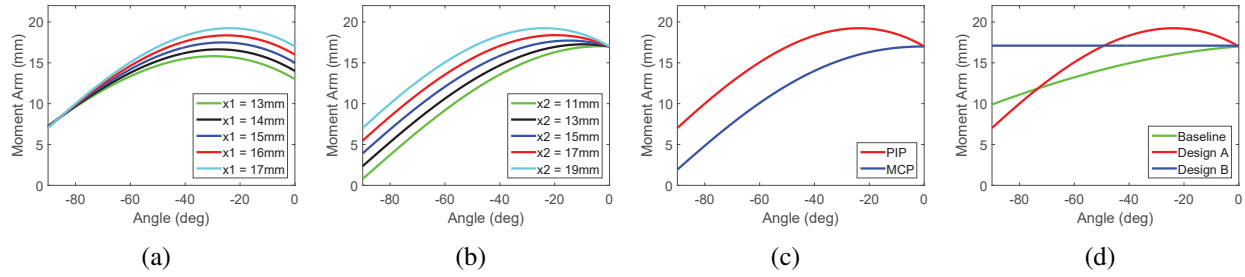 Moment Arm (mm)
20
15
10
5
0
x1 = 13mm
x1 = 14mm
x1 = 15mm
x1 = 16mm
x1 = 17mm
-80 -60 -40 -20 0
Angle (deg)
(a)
Moment Arm (mm)
20
15
10
5
0
x2 = 11mm
x2 = 13mm
x2 = 15mm
x2 = 17mm
x2 = 19mm
-80 -60 -40 -20 0
Angle (deg)
(b)
Moment Arm (mm)
20
15
10
5
0
PIP
MCP
-80 -60 -40 -20 0
Angle (deg)
(c)
Moment Arm (mm)
20
15
10
5
0
Baseline
Design A
Design B
-80 -60 -40 -20 0
Angle (deg)
(d)